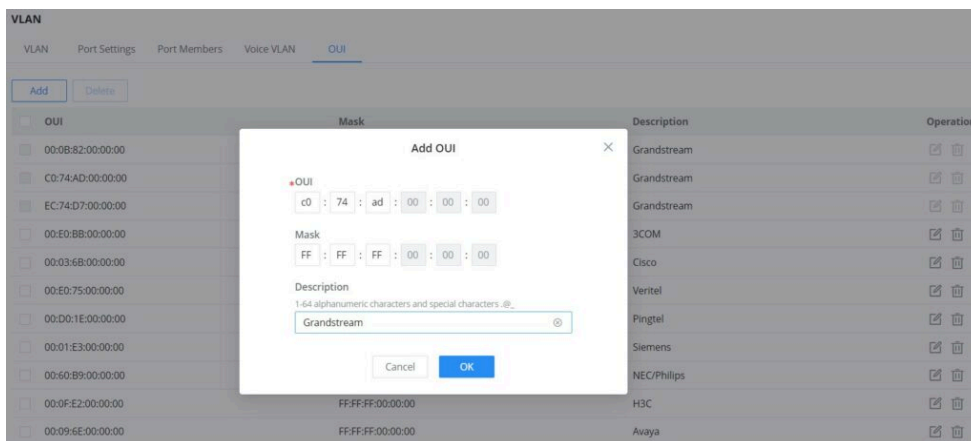 VLAN
VLAN Port Settings Port Members Voice VLAN OUI
Add Delete
OUI Mask Description Operation
00:0B:82:00:00:00 Grandstream
C0:74:AD:00:00:00 Grandstream
EC:74:D7:00:00:00 Grandstream
00:E0:BB:00:00:00 3COM
00:03:6B:00:00:00 Cisco
00:E0:75:00:00:00 Veritel
00:D0:1E:00:00:00 Pingtel
00:01:E3:00:00:00 Siemens
00:60:B9:00:00:00 NEC/Philips
00:0F:E2:00:00:00 FF:FF:FF:00:00:00 H3C
00:09:6E:00:00:00 FF:FF:FF:00:00:00 Avaya
Add OUI
*OUI
c0 : 74 : ad : 00 : 00 : 00
Mask
FF : FF : FF : 00 : 00 : 00
Description
1-64 alphanumeric characters and special characters .@_
Grandstream
Cancel OK